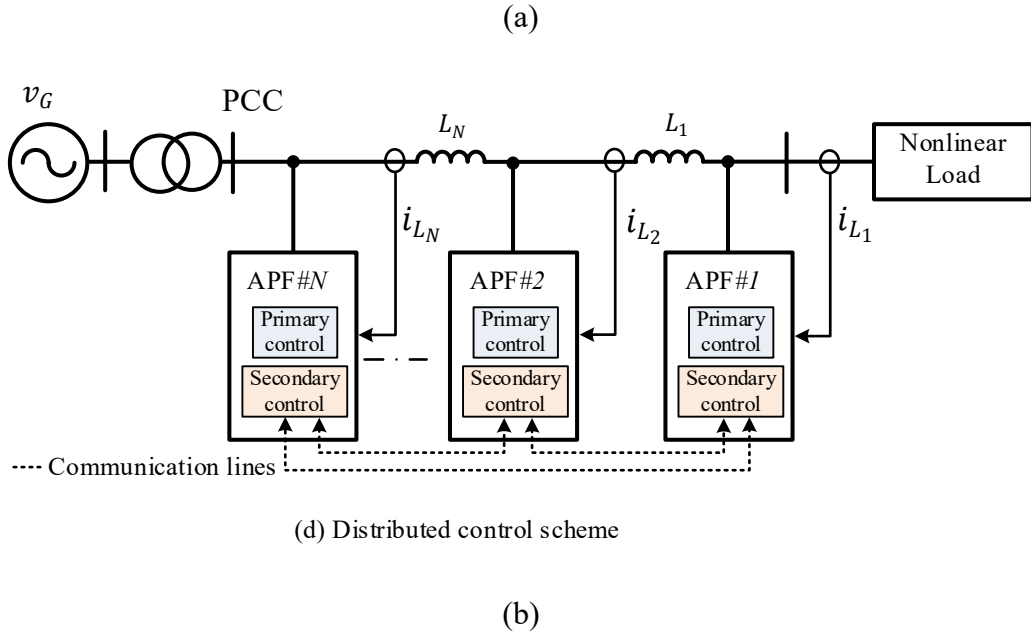 (a)
v_G
PCC
L_N
L_1
Nonlinear
Load
i_{L_N}
i_{L_2}
i_{L_1}
APF#N
APF#2
APF#1
Primary
control
Primary
control
Primary
control
Secondary
control
Secondary
control
Secondary
control
Communication lines
(d) Distributed control scheme
(b)